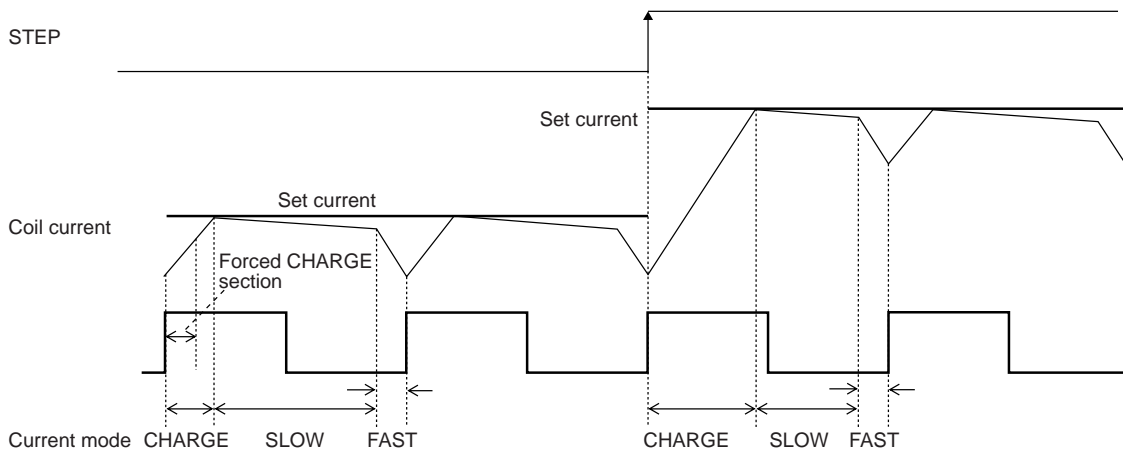 STEP
Set current
Set current
Coil current
Forced CHARGE
section
Current mode CHARGE SLOW FAST CHARGE SLOW FAST